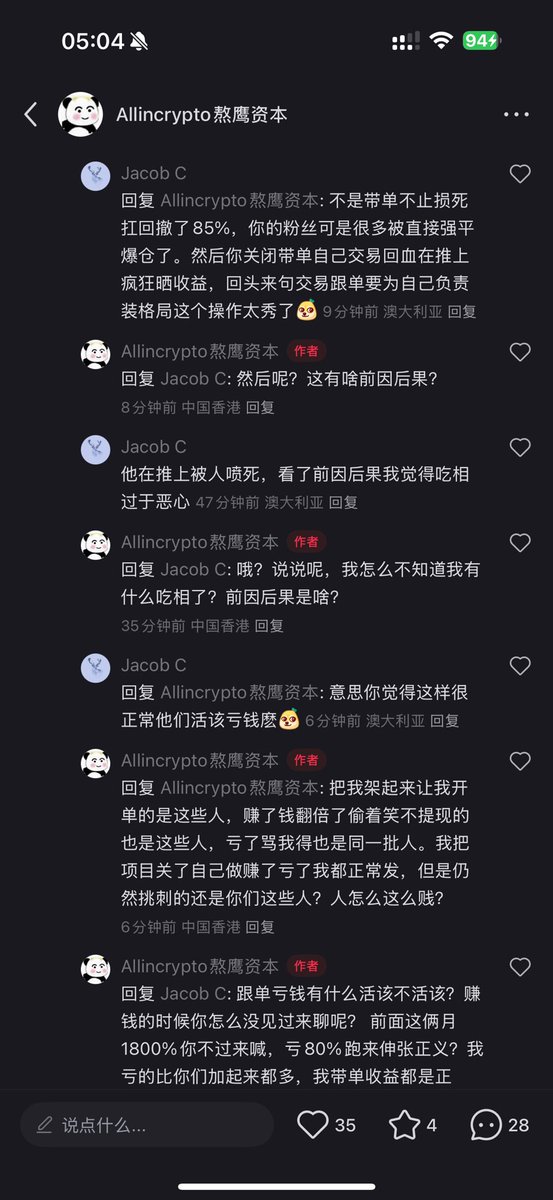 05:04
94
Allincrypto熬鹰资本
Jacob C
回复 Allincrypto熬鹰资本: 不是带单不止损死
扛回撤了85%，你的粉丝可是很多被直接强平
爆仓了。然后你关闭带单自己交易回血在推上
疯狂晒收益，回头来句交易跟单要为自己负责
装格局这个操作太秀了 9分钟前 澳大利亚 回复
Allincrypto熬鹰资本 作者
回复 Jacob C: 然后呢？这有啥前因后果？
8分钟前 中国香港 回复
Jacob C
他在推上被人喷死，看了前因后果我觉得吃相
过于恶心 47分钟前 澳大利亚 回复
Allincrypto熬鹰资本 作者
回复 Jacob C: 哦？说说呢，我怎么不知道我有
什么吃相了？前因后果是啥？
35分钟前 中国香港 回复
Jacob C
回复 Allincrypto熬鹰资本: 意思你觉得这样很
正常他们活该亏钱麽 6分钟前 澳大利亚 回复
Allincrypto熬鹰资本 作者
回复 Allincrypto熬鹰资本: 把我架起来让我开
单的是这些人，赚了钱翻倍了偷着笑不提现的
也是这些人，亏了骂我得也是同一批人。我把
项目关了自己做赚了亏了我都正常发，但是仍
然挑刺的还是你们这些人？人怎么这么贱？
6分钟前 中国香港 回复
Allincrypto熬鹰资本 作者
回复 Jacob C: 跟单亏钱有什么活该不活该？赚
钱的时候你怎么没见过来聊呢？ 前面这俩月
1800%你不过来喊，亏80%跑来伸张正义？我
亏的比你们加起来都多，我带单收益都是正
说点什么...
35
4
28